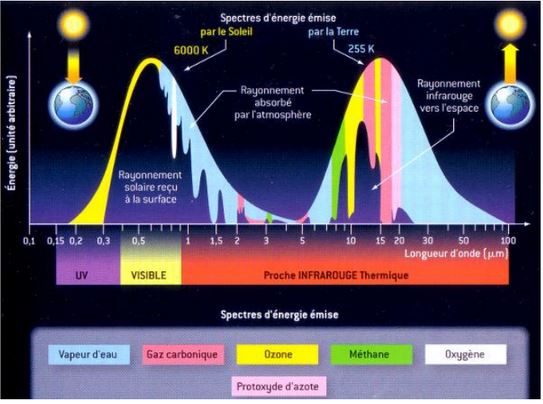 Spectres d'énergie émise
par le Soleil
par la Terre
6000 K
255 K
Énergie (unité arbitraire)
Rayonnement
absorbé
par l'atmosphère
Rayonnement
infrarouge
vers l'espace
Rayonnement
solaire reçu
à la surface
0,1 0,15 0,2 0,3 0,5 1 1,5 2 3 5 10 15 20 30 50 100
Longueur d'onde (µm)
UV
VISIBLE
Proche INFRAROUGE Thermique
Spectres d'énergie émise
Vapeur d'eau
Gaz carbonique
Ozone
Méthane
Oxygène
Protoxyde d'azote